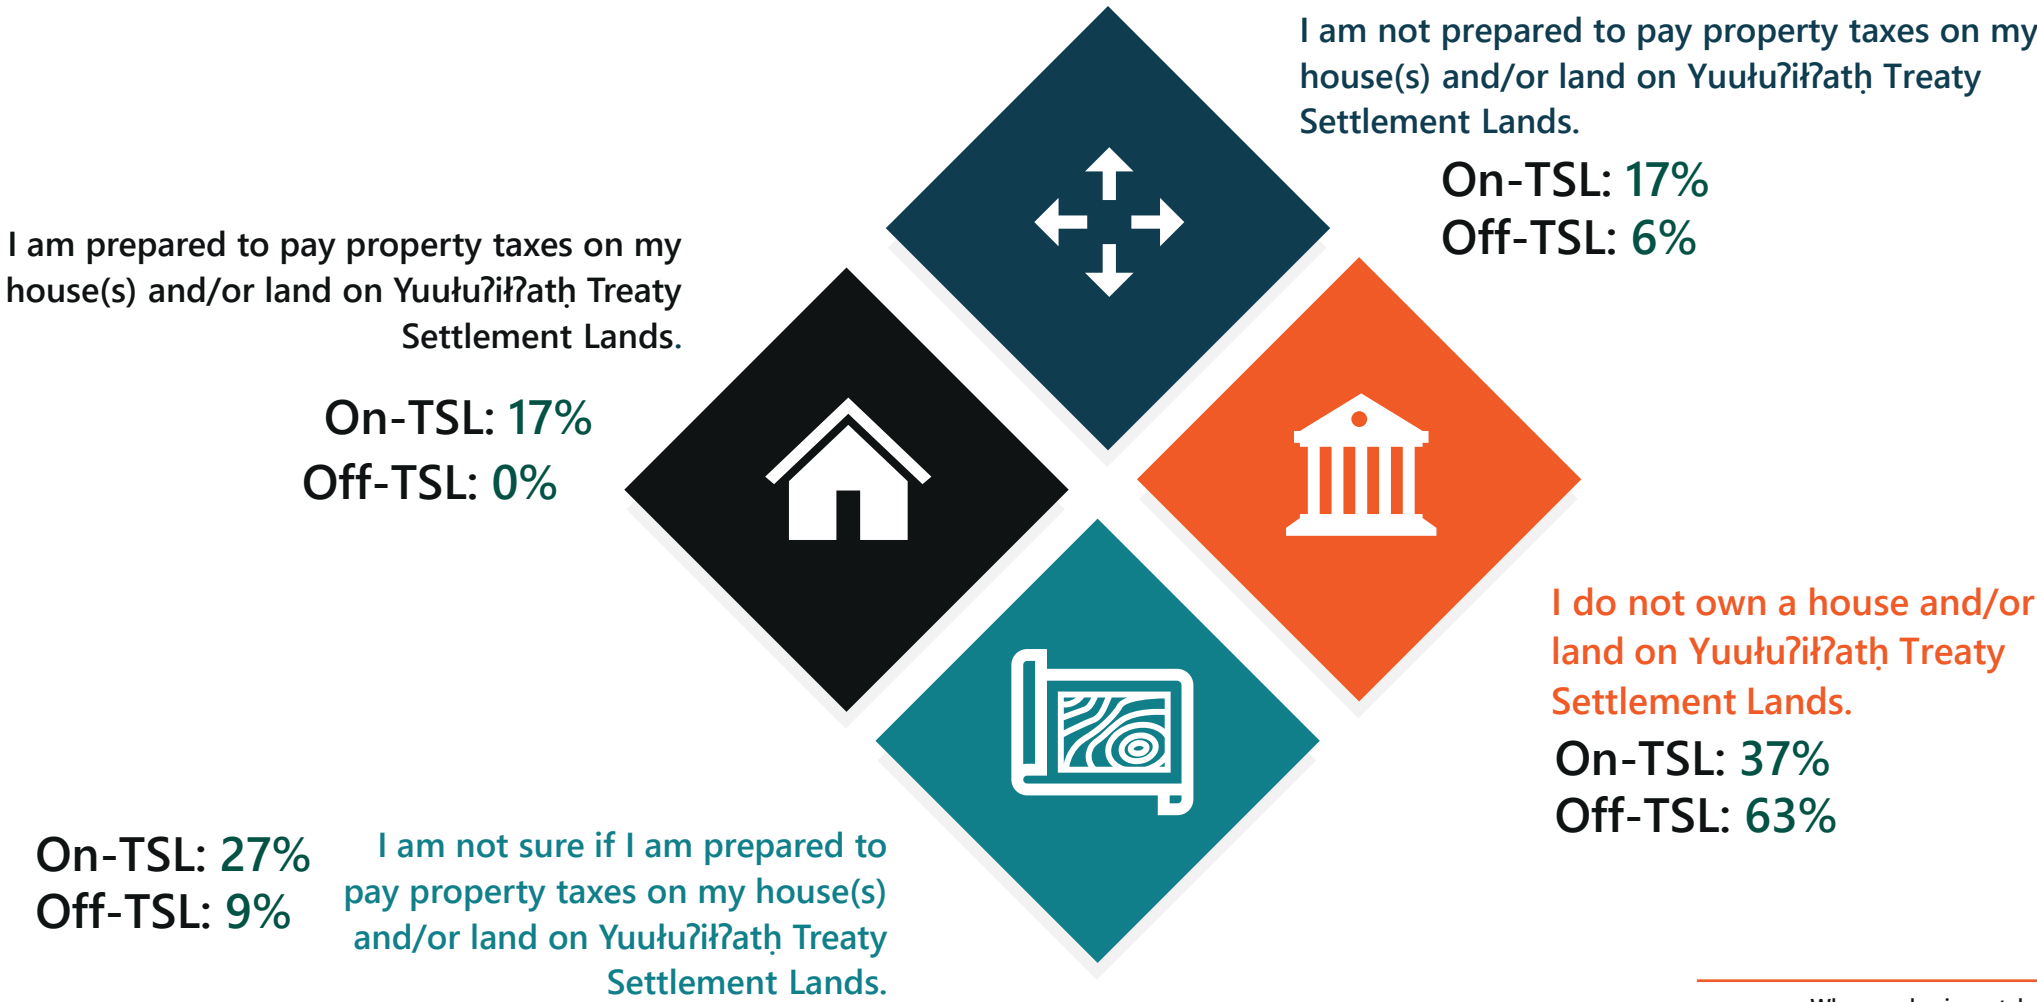 I am not prepared to pay property taxes on my
house(s) and/or land on Yuułuʔiłʔatḥ Treaty
Settlement Lands.
On-TSL: 17%
Off-TSL: 6%
I am prepared to pay property taxes on my
house(s) and/or land on Yuułuʔiłʔatḥ Treaty
Settlement Lands.
On-TSL: 17%
Off-TSL: 0%
I do not own a house and/or
land on Yuułuʔiłʔatḥ Treaty
Settlement Lands.
On-TSL: 37%
Off-TSL: 63%
On-TSL: 27%
Off-TSL: 9%
I am not sure if I am prepared to
pay property taxes on my house(s)
and/or land on Yuułuʔiłʔatḥ Treaty
Settlement Lands.